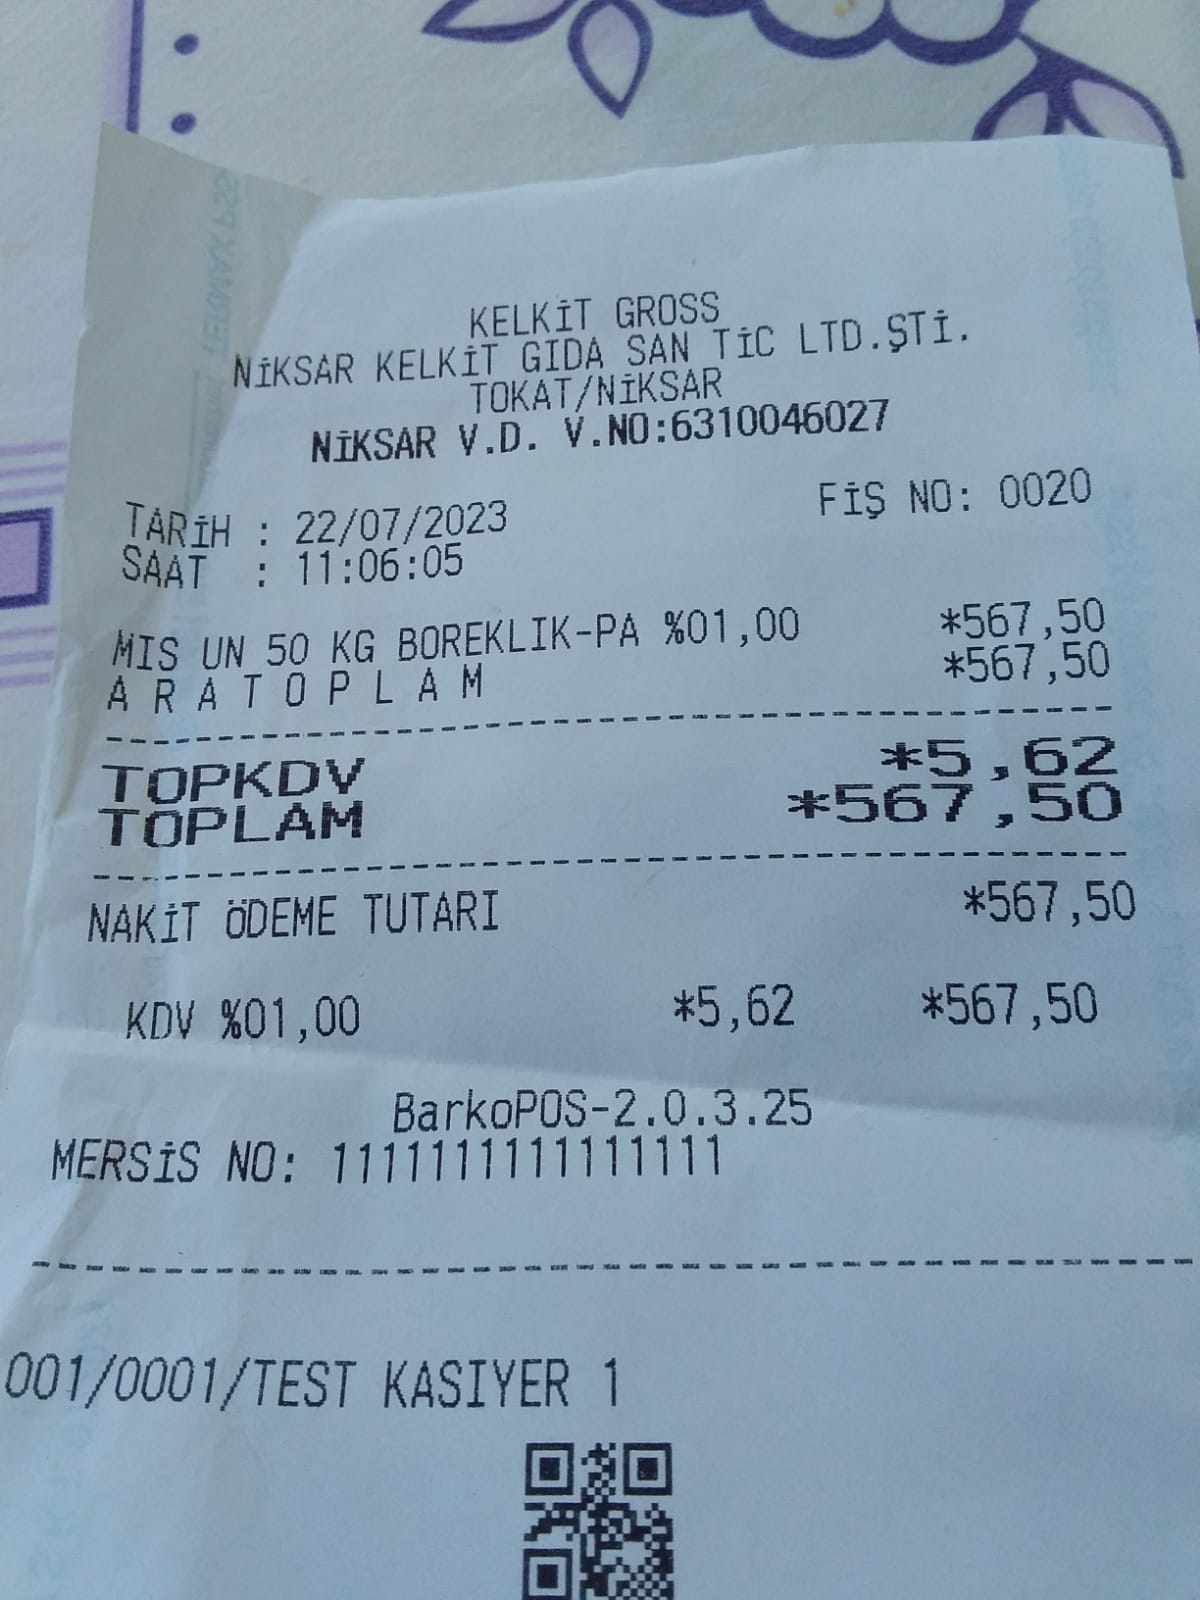 KELKİT GROSS
NİKSAR KELKİT GIDA SAN TİC LTD.ŞTİ.
TOKAT/NİKSAR
NİKSAR V.D. V.NO:6310046027
TARİH : 22/07/2023 FİŞ NO: 0020
SAAT : 11:06:05
MIS UN 50 KG BOREKLIK-PA %01,00 *567,50
A R A T O P L A M *567,50
TOPKDV *5,62
TOPLAM *567,50
NAKİT ÖDEME TUTARI *567,50
KDV %01,00 *5,62 *567,50
BarkoPOS-2.0.3.25
MERSİS NO: 1111111111111111
001/0001/TEST KASIYER 1